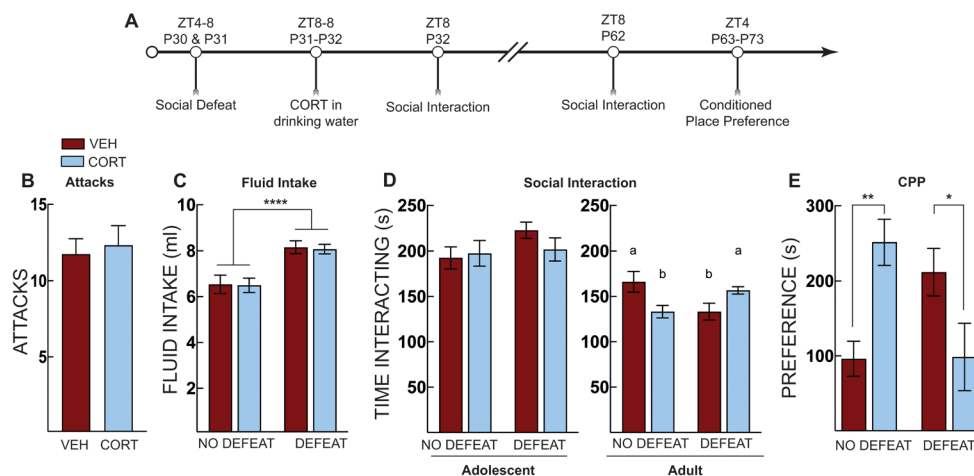 A
ZT4-8
P30 & P31
ZT8-8
P31-P32
ZT8
P32
ZT8
P62
ZT4
P63-P73
Social Defeat
CORT in
drinking water
Social Interaction
Social Interaction
Conditioned
Place Preference
VEH
CORT
B
Attacks
ATTACKS
15
10
5
VEH
CORT
C
Fluid Intake
FLUID INTAKE (ml)
10
8
6
4
2
****
NO DEFEAT
DEFEAT
D
Social Interaction
TIME INTERACTING (s)
250
200
150
100
50
NO DEFEAT
DEFEAT
Adolescent
250
200
150
100
50
a
b
b
a
NO DEFEAT
DEFEAT
Adult
E
CPP
PREFERENCE (s)
300
200
100
**
*
NO DEFEAT
DEFEAT